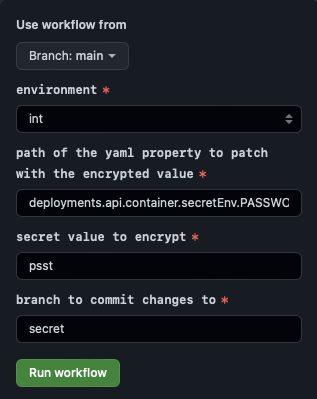 Use workflow from
Branch: main
environment *
int
path of the yaml property to patch
with the encrypted value *
deployments.api.container.secretEnv.PASSWO
secret value to encrypt *
psst
branch to commit changes to *
secret
Run workflow